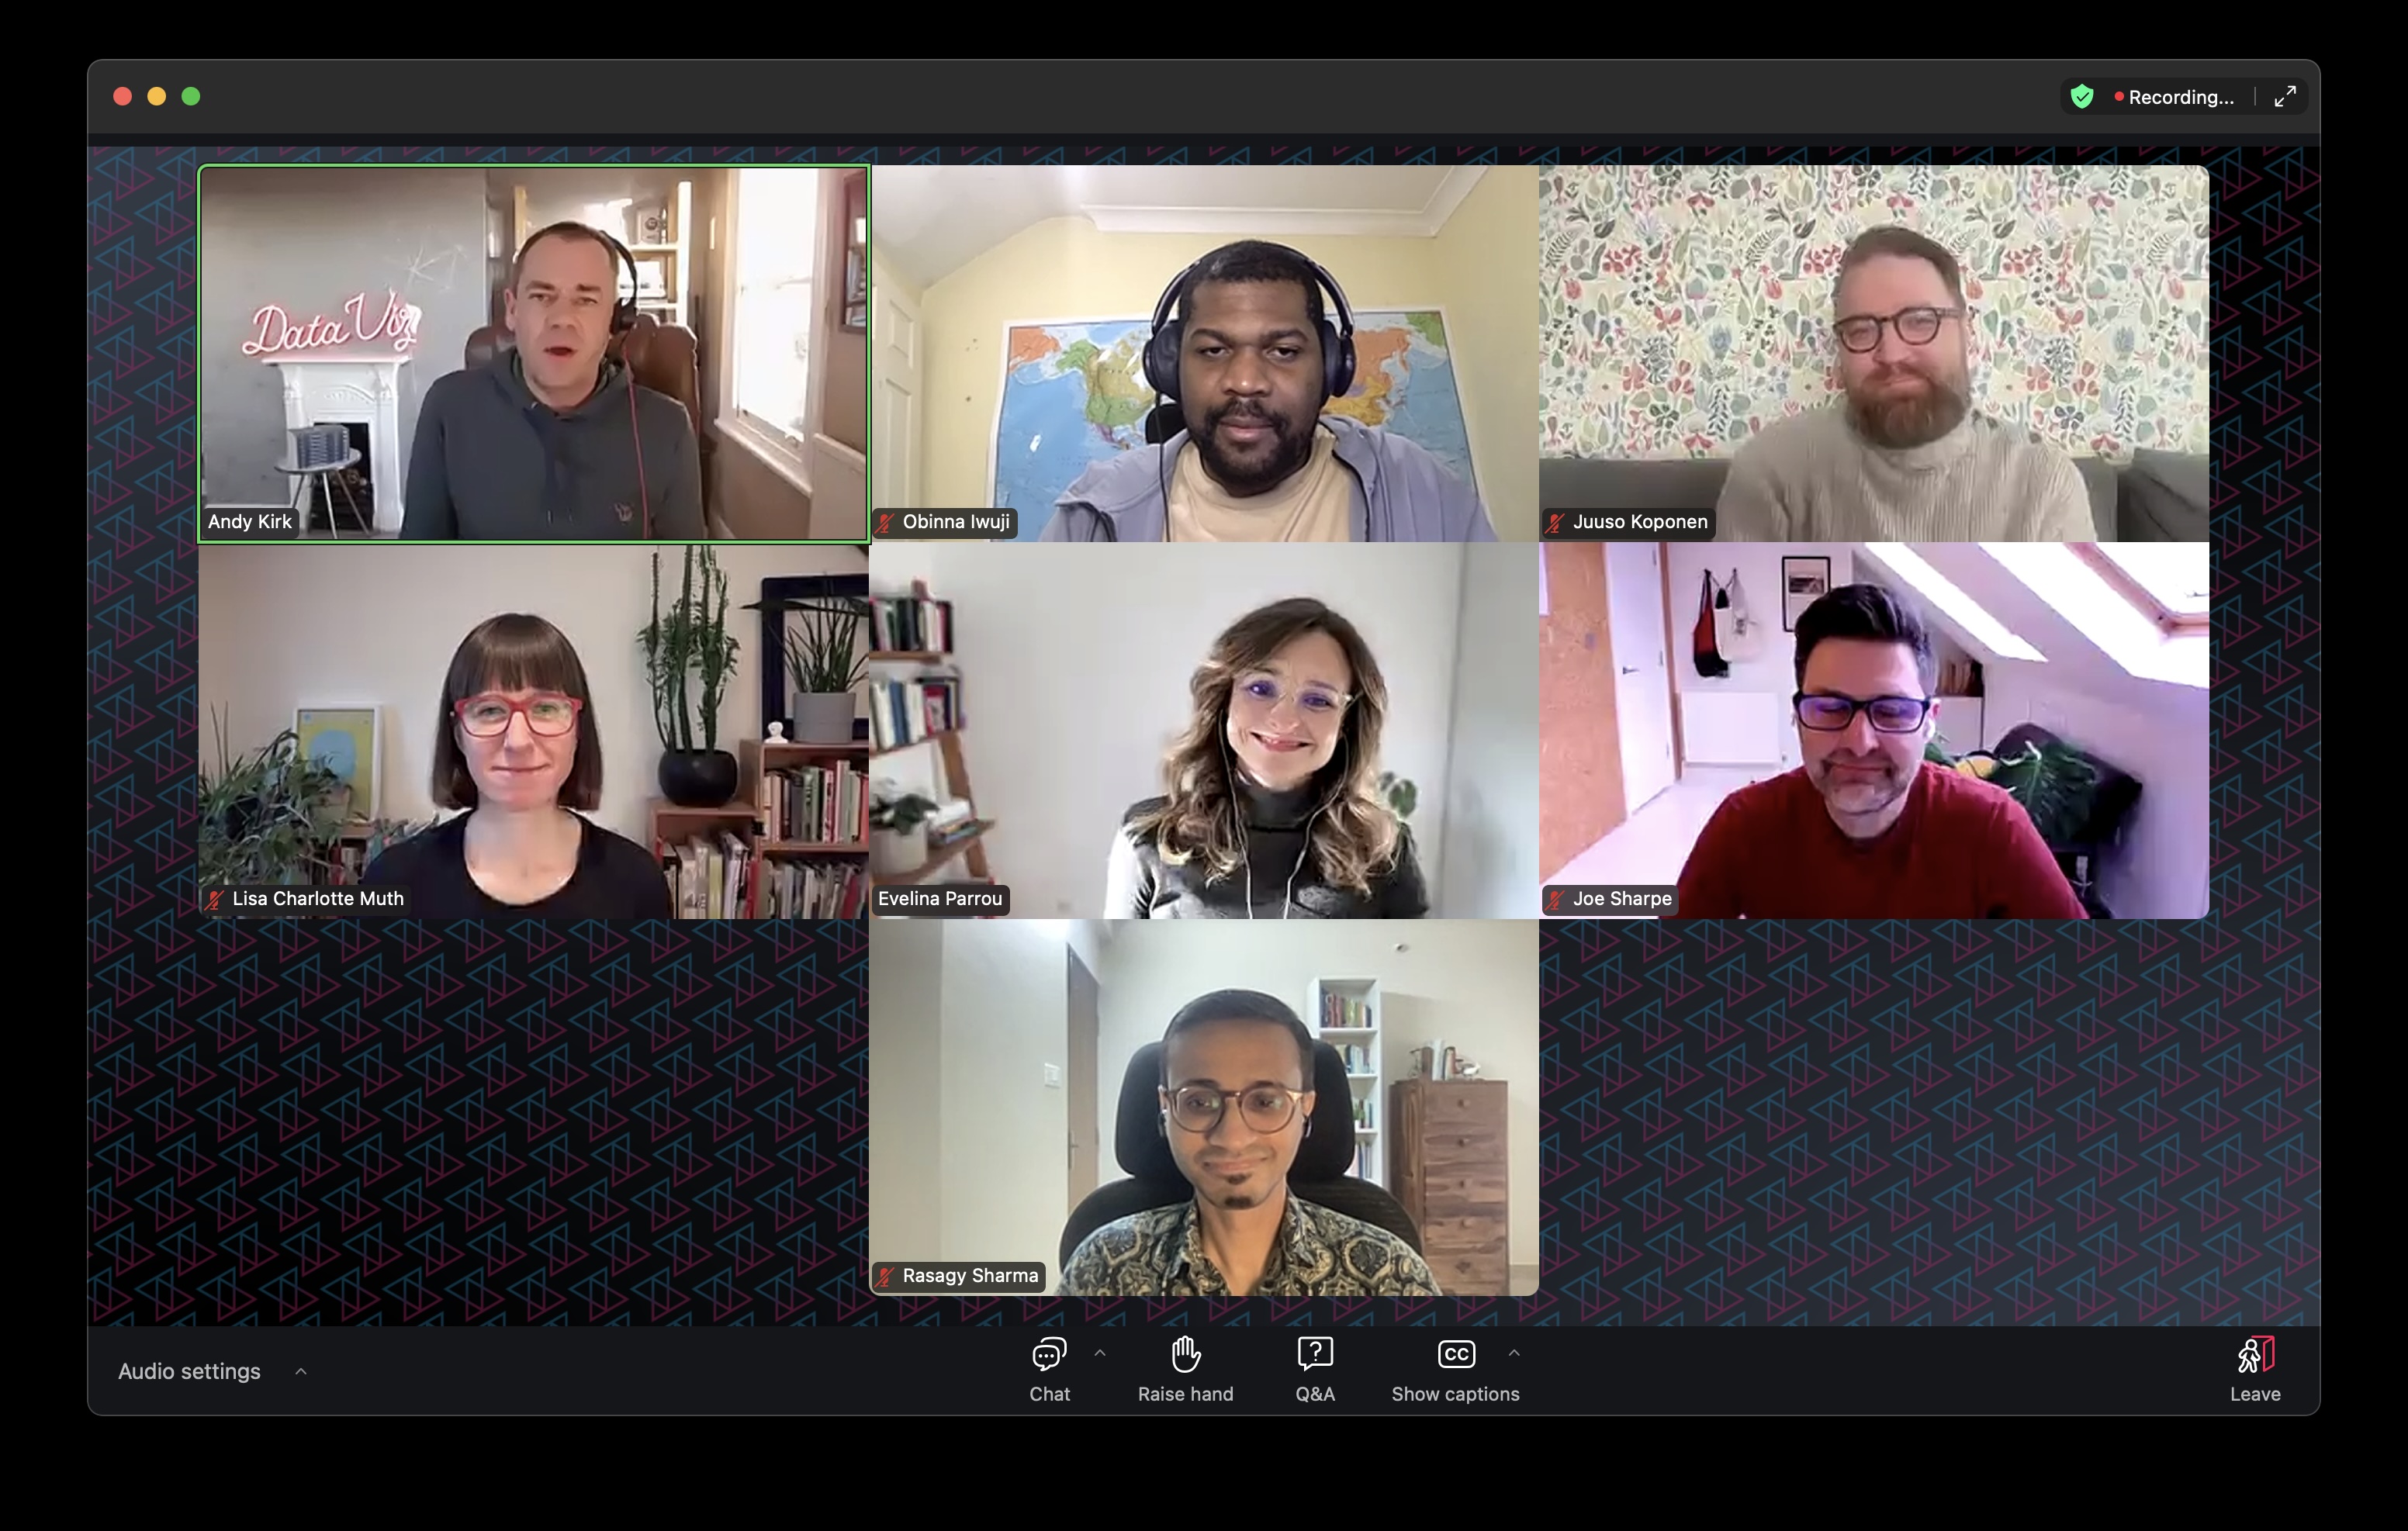 Recording...
Data Viz
Andy Kirk
Obinna Iwuji
Juuso Koponen
Lisa Charlotte Muth
Evelina Parrou
Joe Sharpe
Rasagy Sharma
Audio settings
Chat
Raise hand
?
Q&A
CC
Show captions
Leave